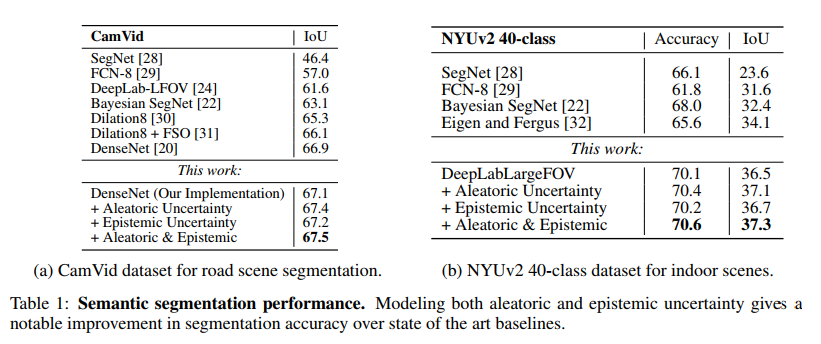 CamVid | IoU
SegNet [28] 46.4
FCN-8 [29] 57.0
DeepLab-LFOV [24] 61.6
Bayesian SegNet [22] 63.1
Dilation8 [30] 65.3
Dilation8 + FSO [31] 66.1
DenseNet [20] 66.9
This work:
DenseNet (Our Implementation) 67.1
+ Aleatoric Uncertainty 67.4
+ Epistemic Uncertainty 67.2
+ Aleatoric & Epistemic 67.5
(a) CamVid dataset for road scene segmentation.
NYUv2 40-class | Accuracy | IoU
SegNet [28] 66.1 23.6
FCN-8 [29] 61.8 31.6
Bayesian SegNet [22] 68.0 32.4
Eigen and Fergus [32] 65.6 34.1
This work:
DeepLabLargeFOV 70.1 36.5
+ Aleatoric Uncertainty 70.4 37.1
+ Epistemic Uncertainty 70.2 36.7
+ Aleatoric & Epistemic 70.6 37.3
(b) NYUv2 40-class dataset for indoor scenes.
Table 1: Semantic segmentation performance. Modeling both aleatoric and epistemic uncertainty gives a
notable improvement in segmentation accuracy over state of the art baselines.